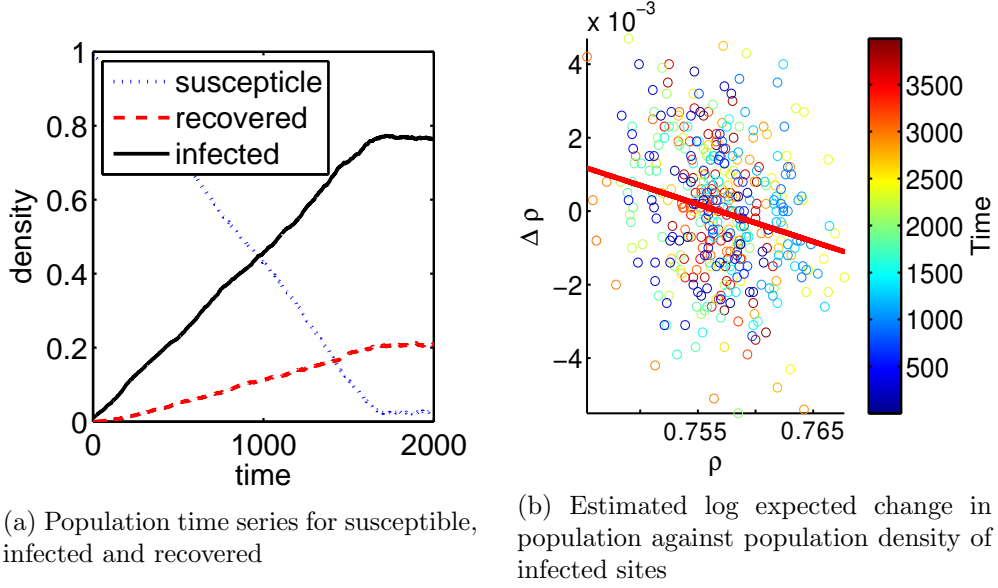 1
0.8
0.6
0.4
0.2
0
0
1000
2000
density
time
suscepticle
recovered
infected
(a) Population time series for susceptible,
infected and recovered
x 10⁻³
4
2
0
−2
−4
Δ ρ
0.755
0.765
ρ
3500
3000
2500
2000
1500
1000
500
Time
(b) Estimated log expected change in
population against population density of
infected sites